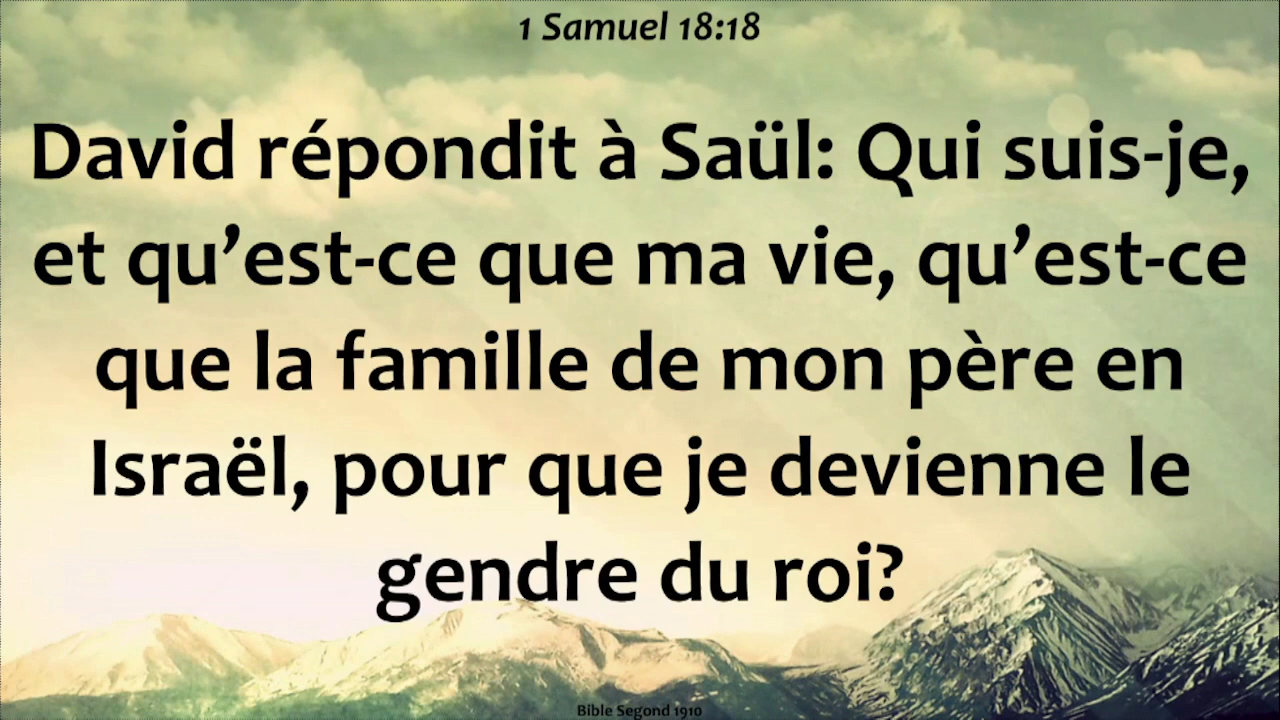 1 Samuel 18:18
David répondit à Saül: Qui suis-je,
et qu’est-ce que ma vie, qu’est-ce
que la famille de mon père en
Israël, pour que je devienne le
gendre du roi?
Bible Segond 1910